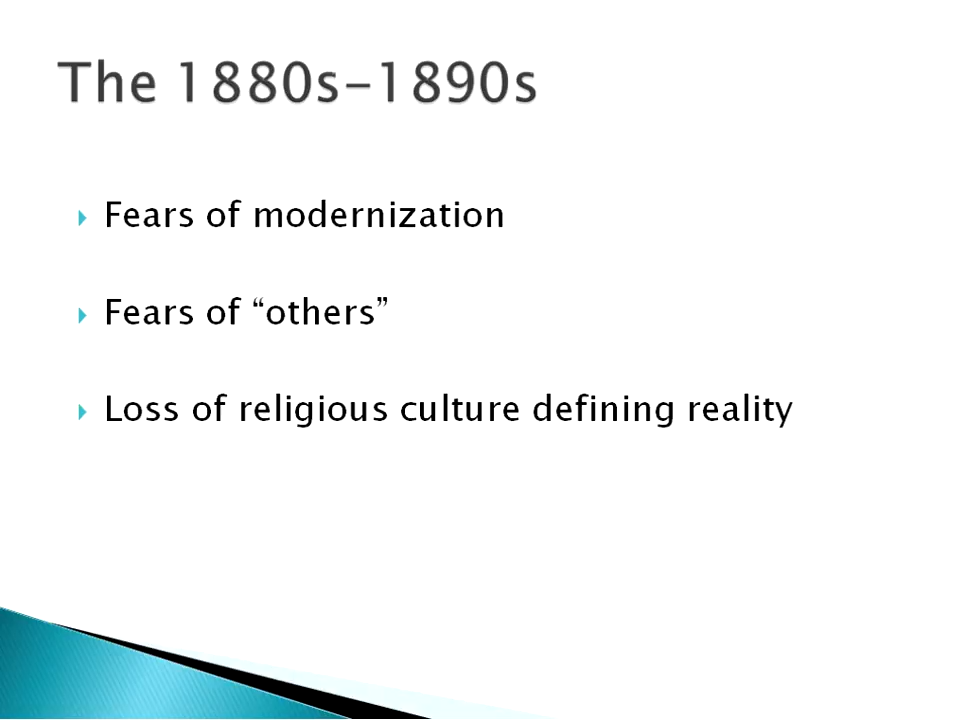 The 1880s-1890s
Fears of modernization
Fears of “others”
Loss of religious culture defining reality